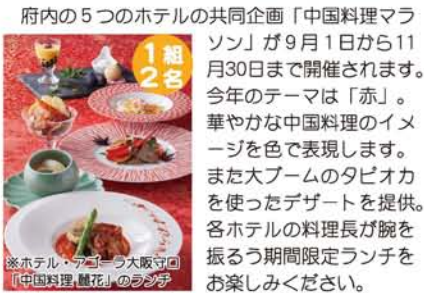 府内の5つのホテルの共同企画「中国料理マラ
ソン」が9月1日から11
月30日まで開催されます。
今年のテーマは「赤」。
華やかな中国料理のイメ
ージを色で表現します。
また大ブームのタピオカ
を使ったデザートを提供。
各ホテルの料理長が腕を
振るう期間限定ランチを
お楽しみください。
1組
2名
※ホテル・アゴーラ大阪守口
「中国料理 麗花」のランチ